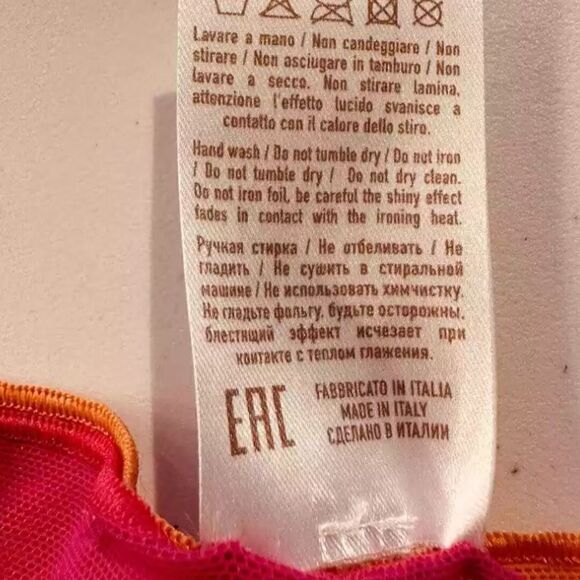 Lavare a mano / Non candeggiare / Non
stirare / Non asciugare in tamburo / Non
lavare a secco. Non stirare lamina,
attenzione l'effetto lucido svanisce a
contatto con il calore dello stiro.
Hand wash / Do not tumble dry / Do not iron
/ Do not tumble dry / Do not dry clean.
Do not iron foil, be careful the shiny effect
fades in contact with the ironing heat.
Ручная стирка / Не отбеливать / Не
гладить / Не сушить в стиральной
машине / Не использовать химчистку.
Не гладьте фольгу, будьте осторожны,
блестящий эффект исчезает при
контакте с теплом глажения.
EAC
FABBRICATO IN ITALIA
MADE IN ITALY
СДЕЛАНО В ИТАЛИИ